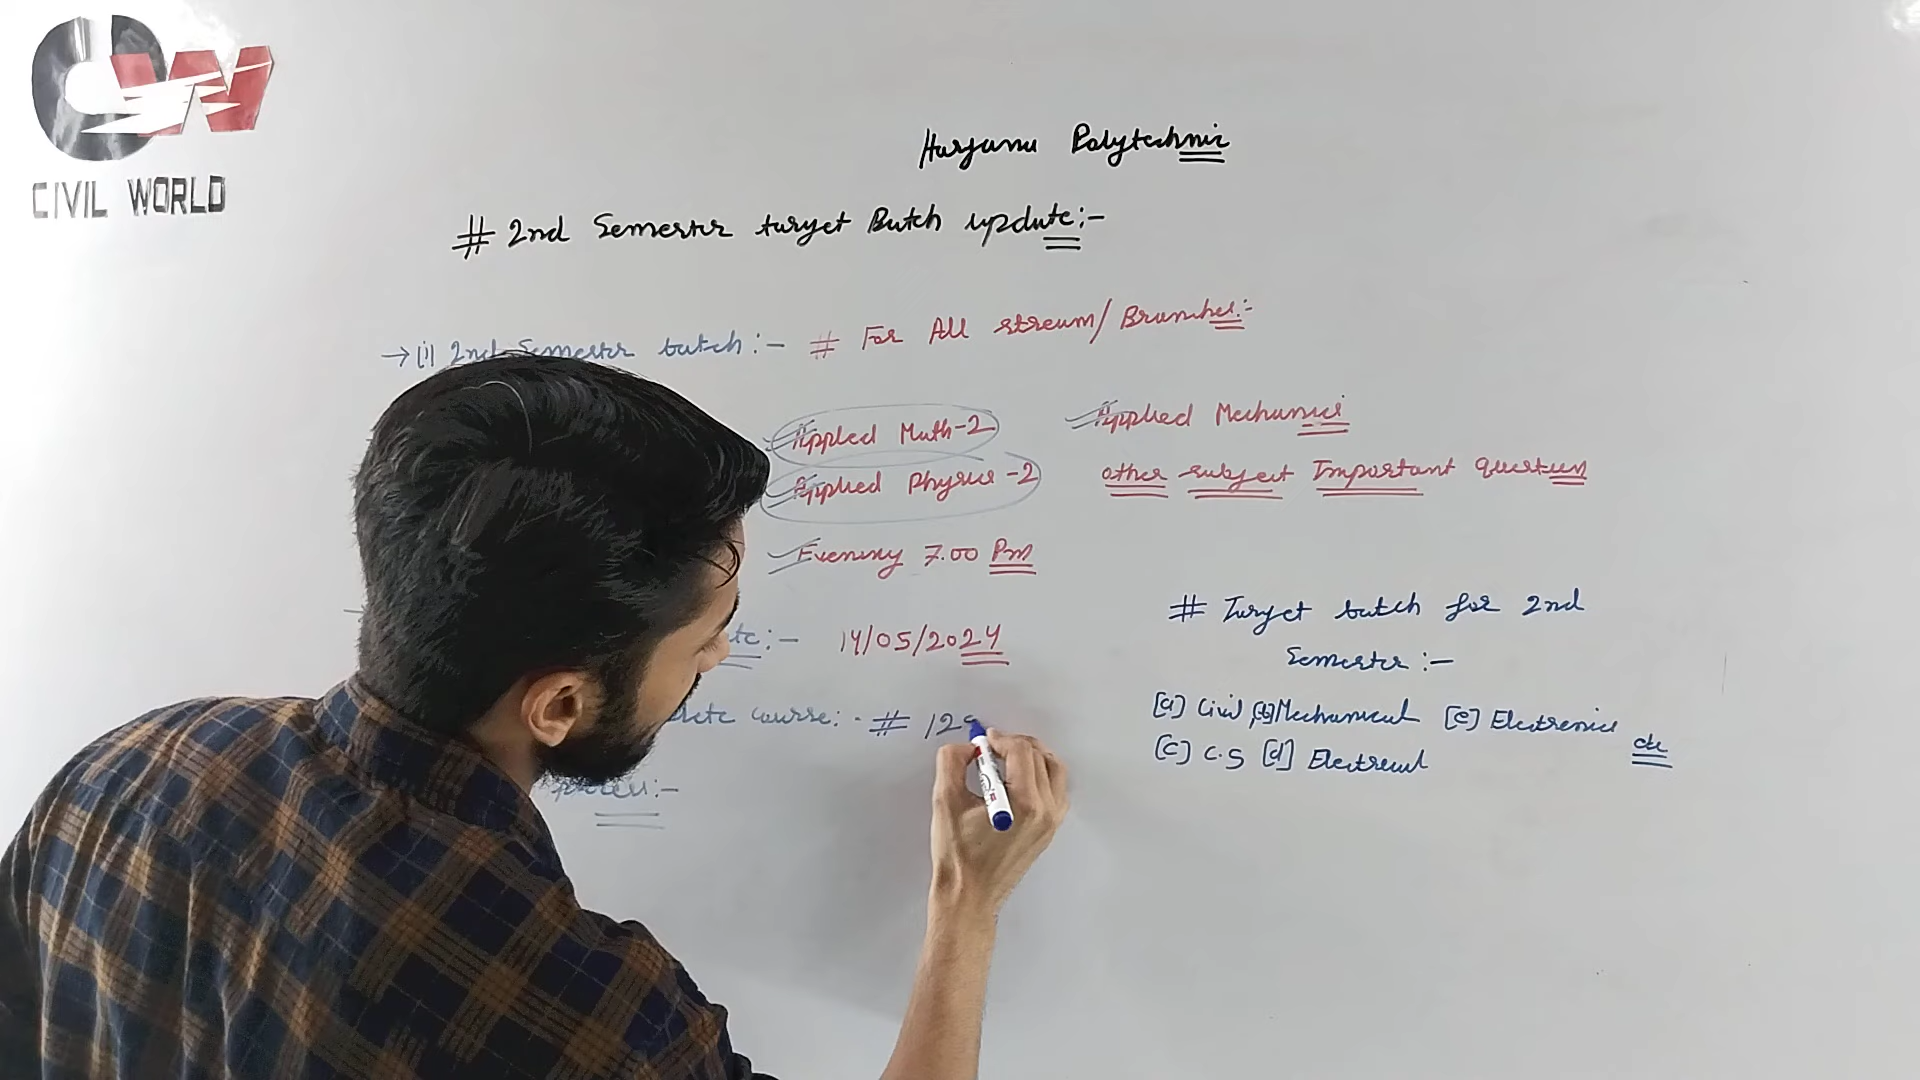 CW
CIVIL WORLD
Haryana Polytechnic
# 2nd Semester target Batch update:-
→ (i) 2nd Semester batch :- # For All stream/Branches:-
Applied Math-2
Applied Mechanics
Applied Physics-2
other subject Important question
Evening 7.00 Pm
# Target batch for 2nd
Semester :-
:- 14/05/2024
course:- # 129
[a] Civil [b] Mechanical [e] Electronics
[c] C.S [d] Electrical etc